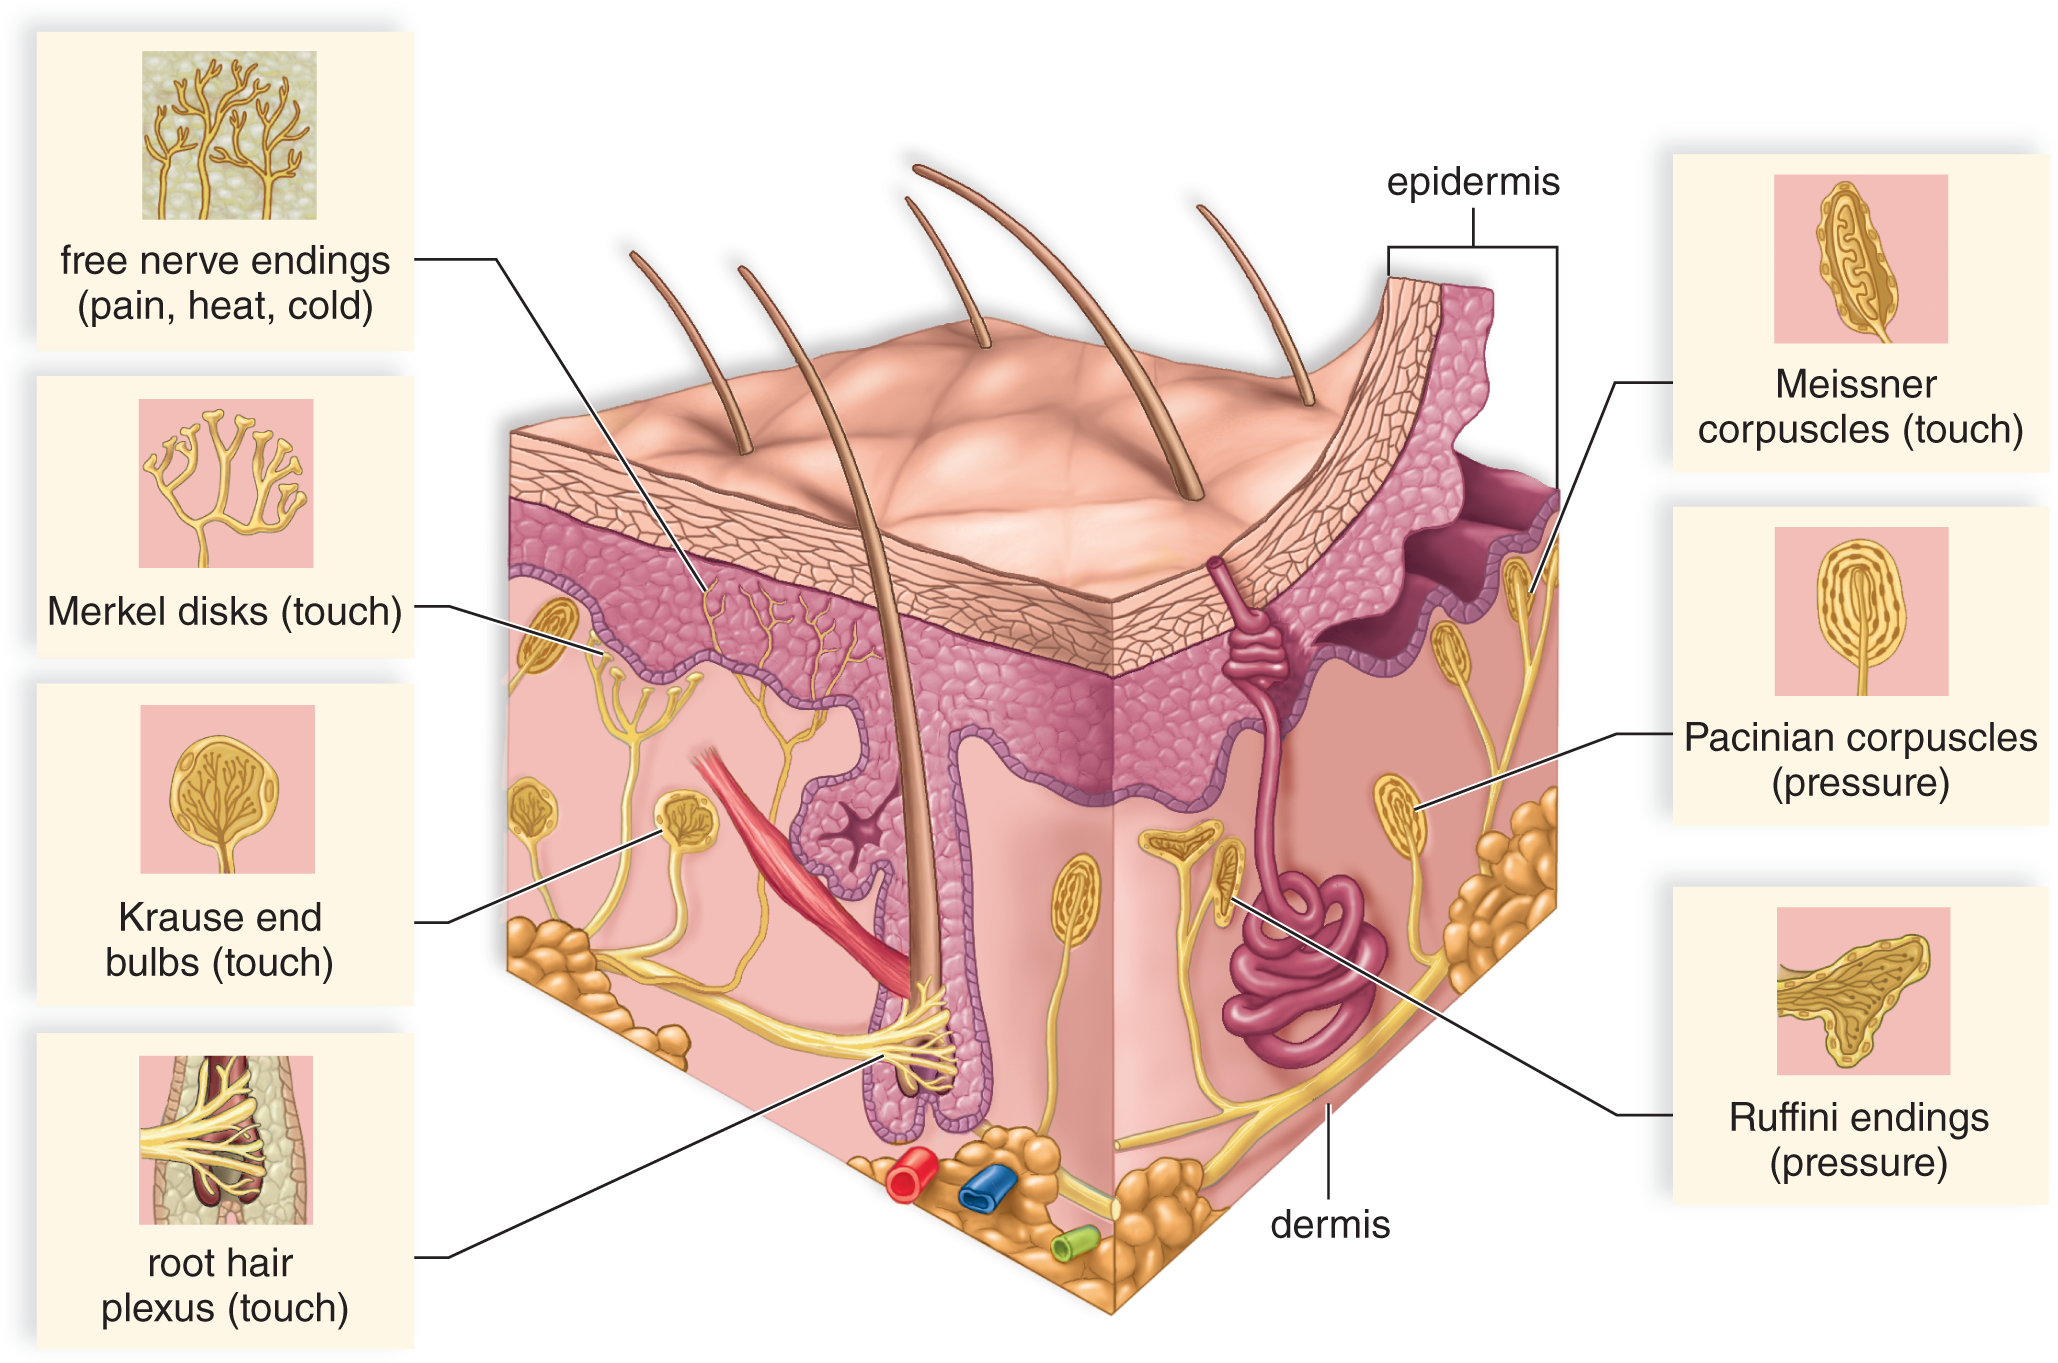 free nerve endings
(pain, heat, cold)
Merkel disks (touch)
Krause end
bulbs (touch)
root hair
plexus (touch)
epidermis
dermis
Meissner
corpuscles (touch)
Pacinian corpuscles
(pressure)
Ruffini endings
(pressure)